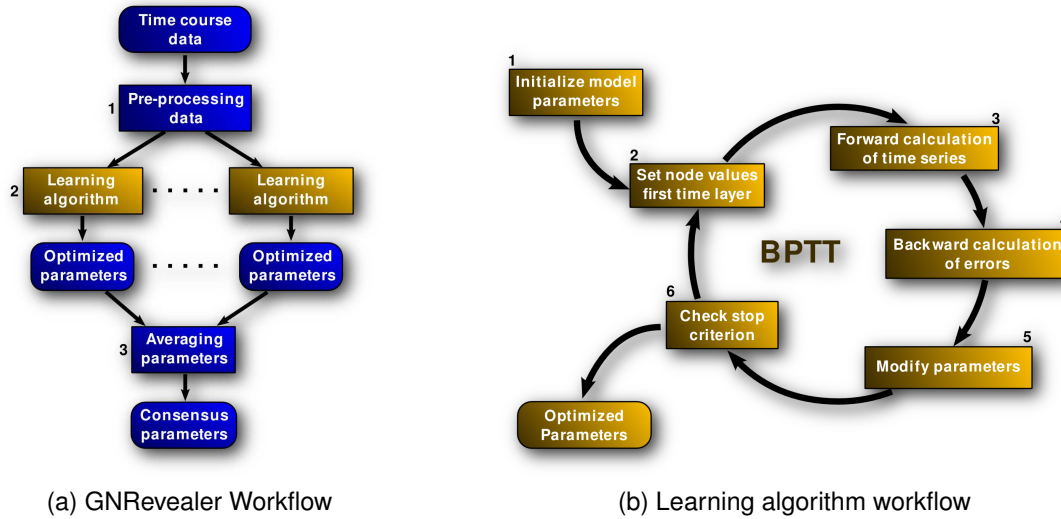 Time course
data
1
Pre-processing
data
2
Learning
algorithm
. . . . .
Learning
algorithm
Optimized
parameters
. . . . .
Optimized
parameters
3
Averaging
parameters
Consensus
parameters
(a) GNRevealer Workflow
1
Initialize model
parameters
2
Set node values
first time layer
3
Forward calculation
of time series
Backward calculation
of errors
5
Modify parameters
6
Check stop
criterion
Optimized
Parameters
BPTT
(b) Learning algorithm workflow